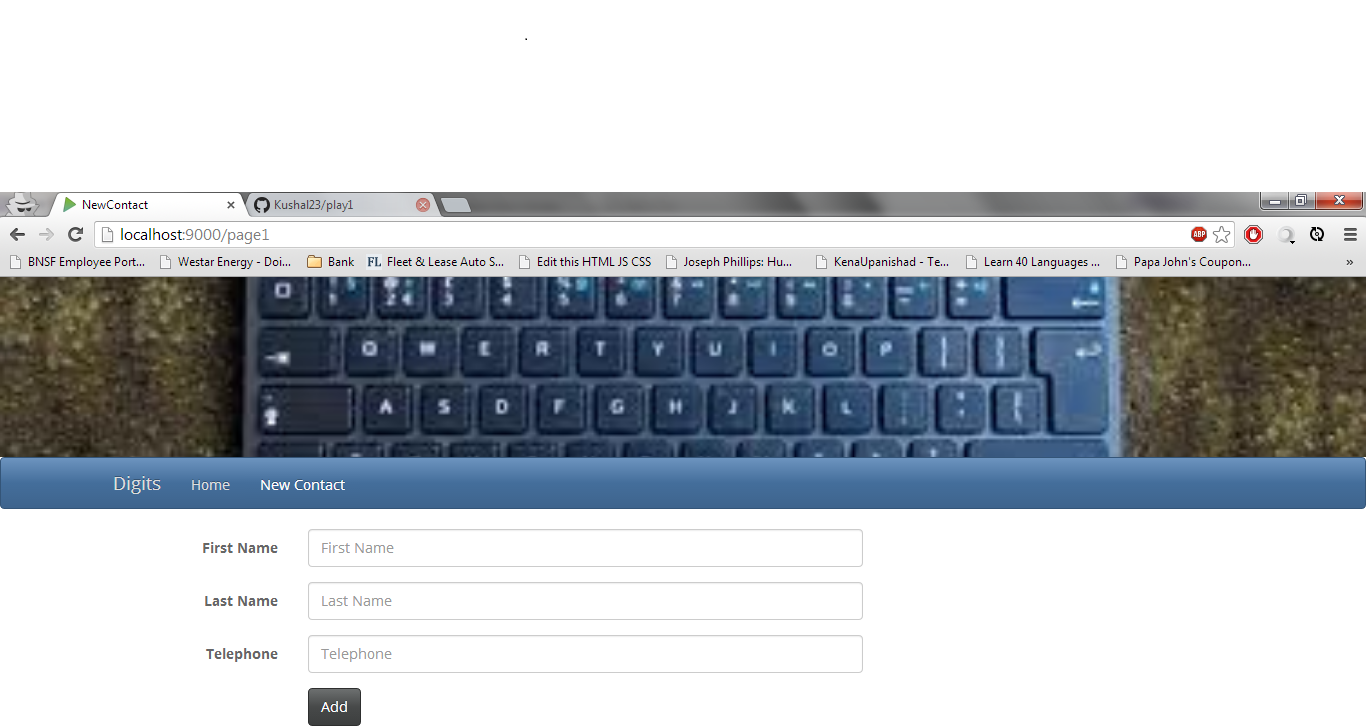 .
NewContact Kushal23/play1
localhost:9000/page1 ABP
BNSF Employee Port... Westar Energy - Doi... Bank FL Fleet & Lease Auto S... Edit this HTML JS CSS Joseph Phillips: Hu... KenaUpanishad - Te... Learn 40 Languages ... Papa John's Coupon... »
Q W E R T Y U I O P
A S D F G H J K L
Digits Home New Contact
First Name First Name
Last Name Last Name
Telephone Telephone
Add